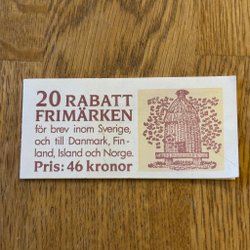 20 RABATT
FRIMÄRKEN
för brev inom Sverige,
och till Danmark, Fin-
land, Island och Norge.
Pris: 46 kronor